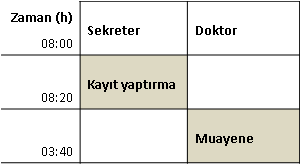 Zaman (h) Sekreter Doktor
08:00
Kayıt yaptırma
08:20
Muayene
03:40